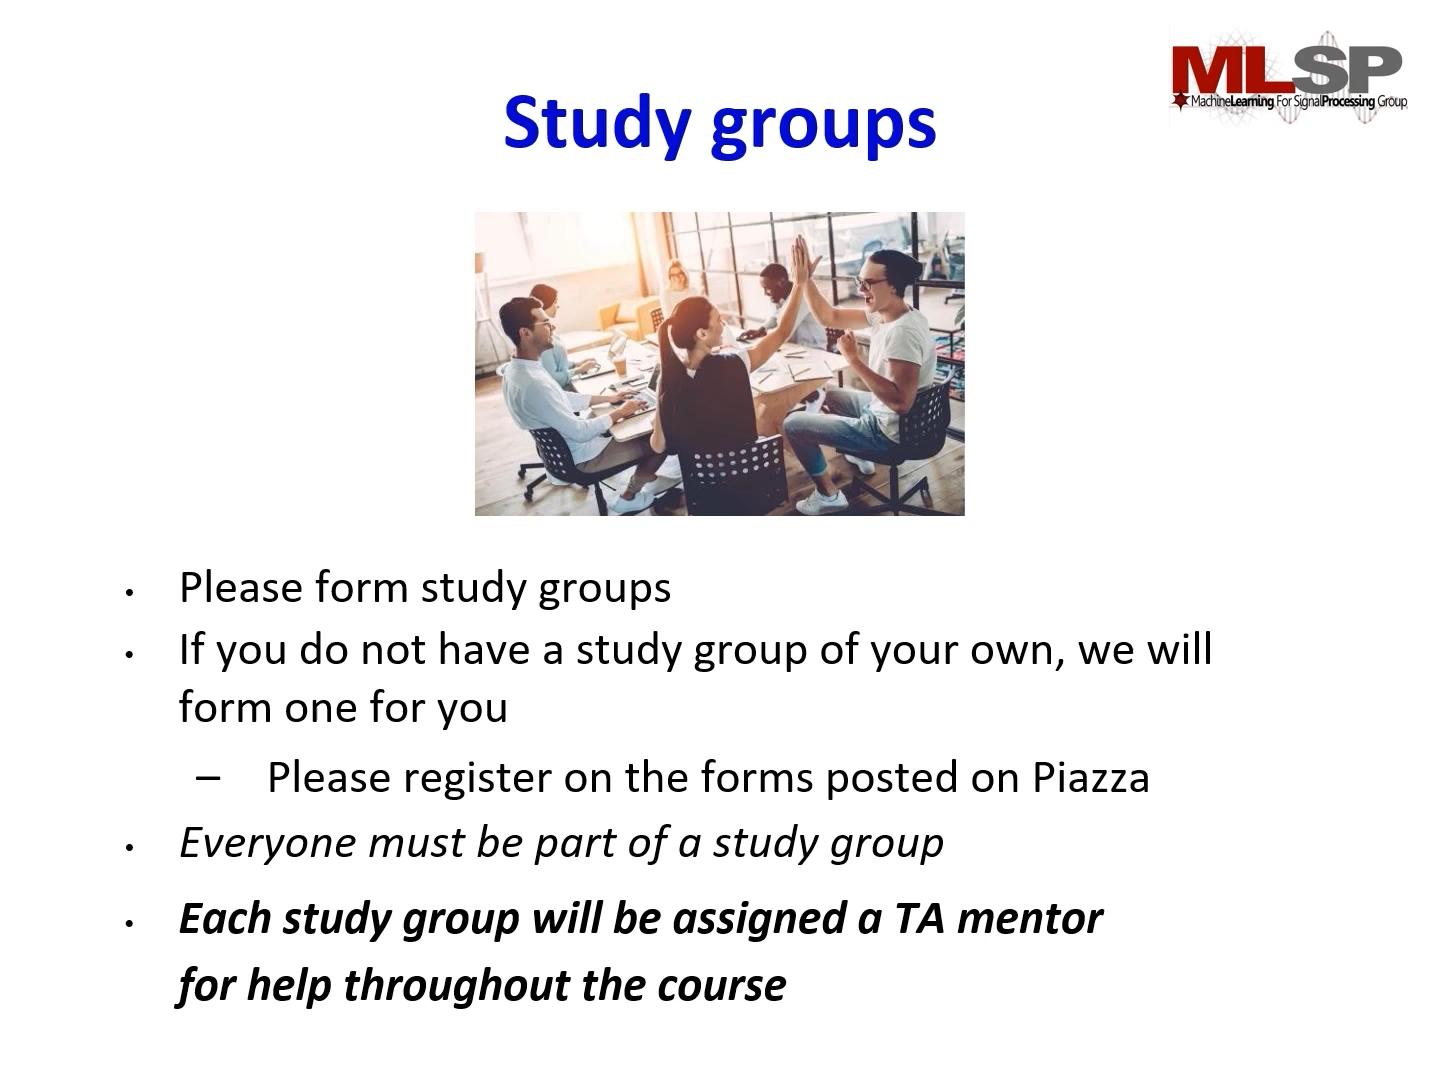 MLSP
MachineLearning For SignalProcessing Group
Study groups
• Please form study groups
• If you do not have a study group of your own, we will
form one for you
– Please register on the forms posted on Piazza
• Everyone must be part of a study group
• Each study group will be assigned a TA mentor
for help throughout the course